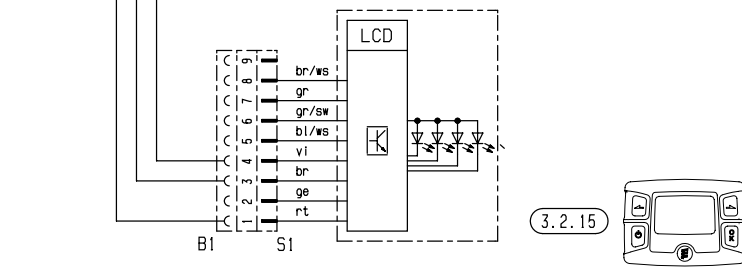 LCD
9
8 br/ws
7 gr
6 gr/sw
5 bl/ws
4 vi
3 br
2 ge
1 rt
B1 S1
3.2.15
OK